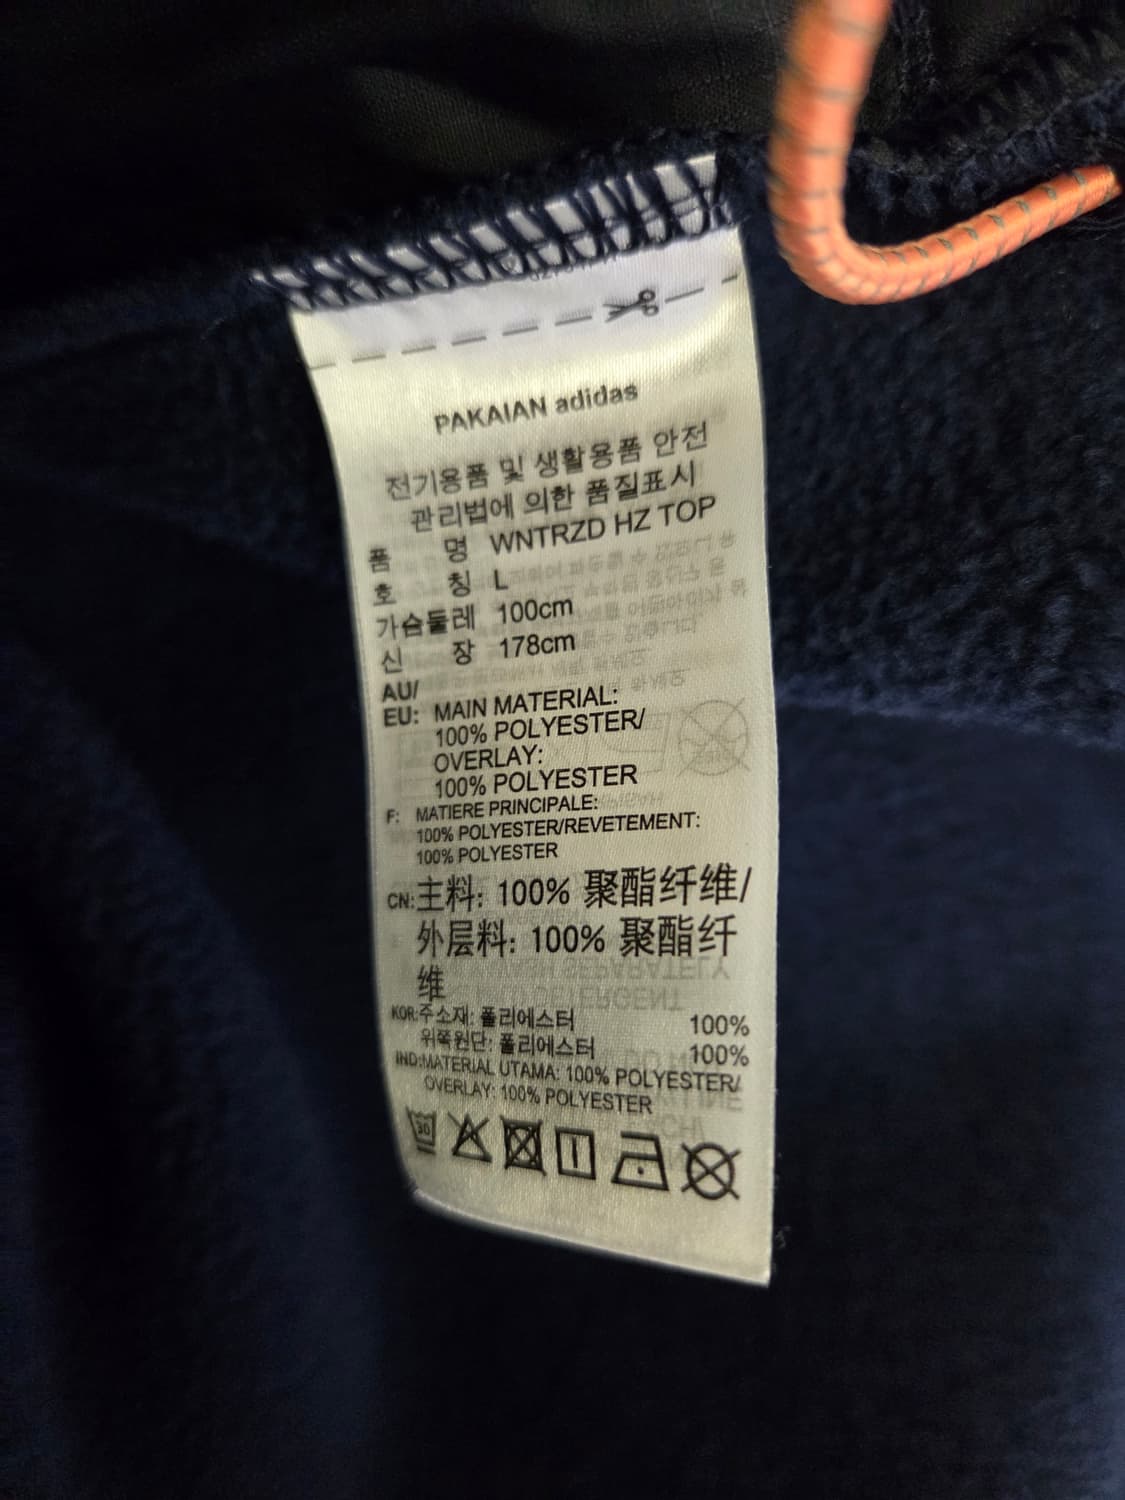 PAKAIAN adidas
전기용품 및 생활용품 안전
관리법에 의한 품질표시
품 명 WNTRZD HZ TOP
호 칭 L
가슴둘레 100cm
신 장 178cm
AU/
EU: MAIN MATERIAL:
100% POLYESTER/
OVERLAY:
100% POLYESTER
F: MATIERE PRINCIPALE:
100% POLYESTER/REVETEMENT:
100% POLYESTER
CN:主料: 100% 聚酯纤维/
外层料: 100% 聚酯纤
维
KOR:주소재: 폴리에스터 100%
위쪽원단: 폴리에스터 100%
IND:MATERIAL UTAMA: 100% POLYESTER/
OVERLAY: 100% POLYESTER
30